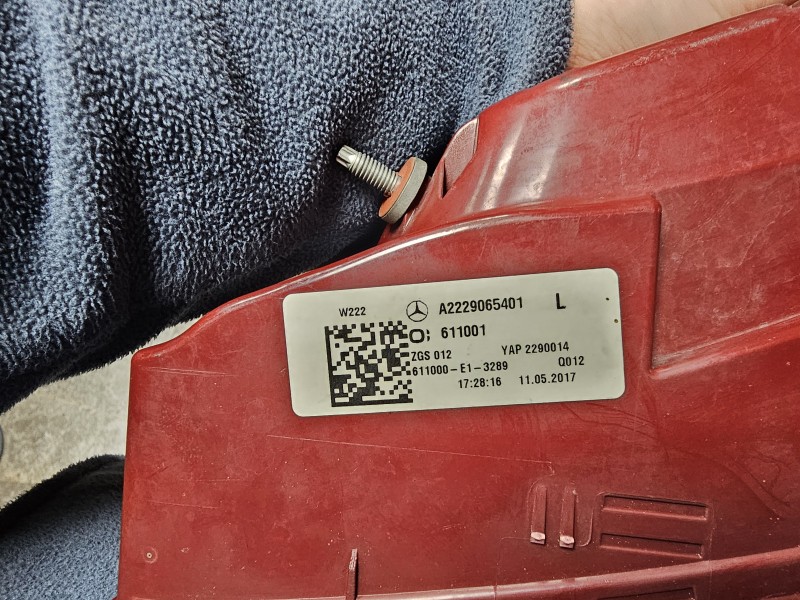 W222 A2229065401 L
611001
ZGS 012 YAP 2290014
611000-E1-3289 Q012
17:28:16 11.05.2017